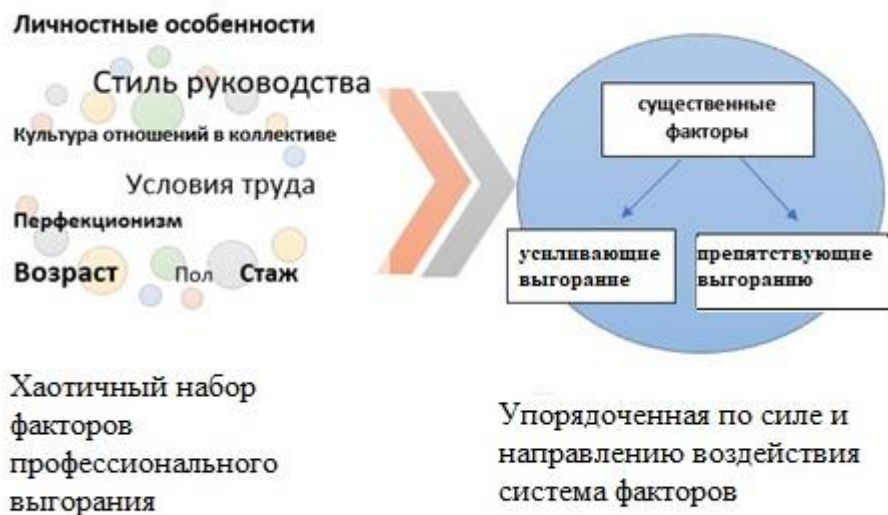 Личностные особенности
Стиль руководства
Культура отношений в коллективе
Условия труда
Перфекционизм
Возраст Пол Стаж
существенные
факторы
усиливающие
выгорание
препятствующие
выгоранию
Хаотичный набор
факторов
профессионального
выгорания
Упорядоченная по силе и
направлению воздействия
система факторов